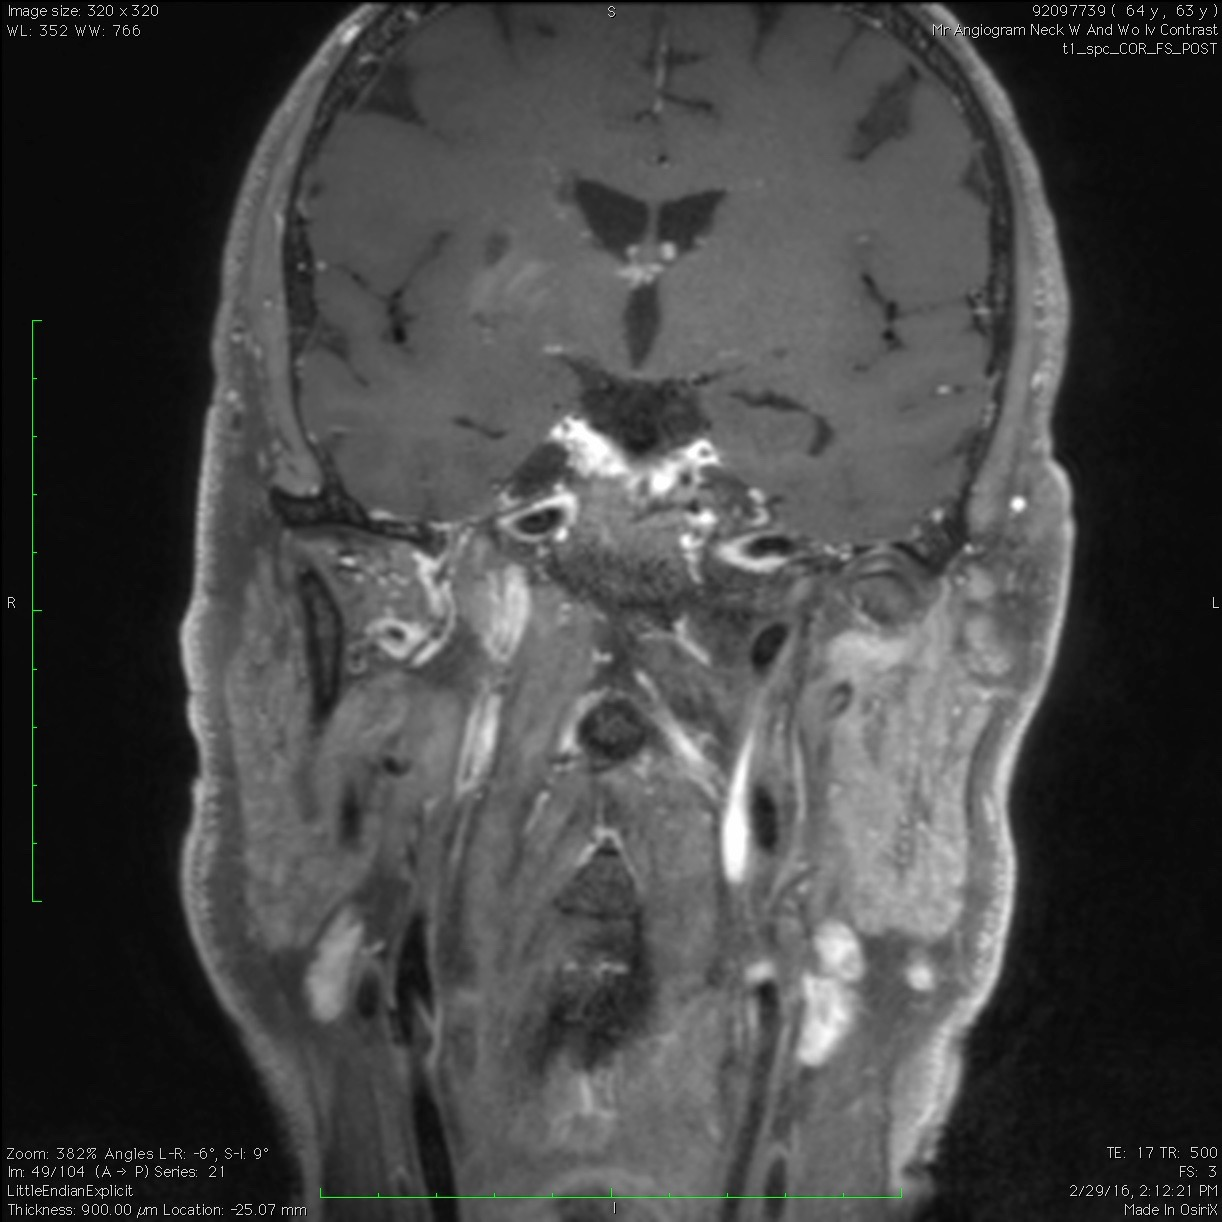 Image size: 320 x 320
WL: 352 WW: 766
S
92097739 ( 64 y, 63 y )
Mr Angiogram Neck W And Wo Iv Contrast
t1_spc_COR_FS_POST
R
L
Zoom: 382% Angles L-R: -6°, S-I: 9°
Im: 49/104 (A -> P) Series: 21
LittleEndianExplicit
Thickness: 900.00 µm Location: -25.07 mm
I
TE: 17 TR: 500
FS: 3
2/29/16, 2:12:21 PM
Made In OsiriX